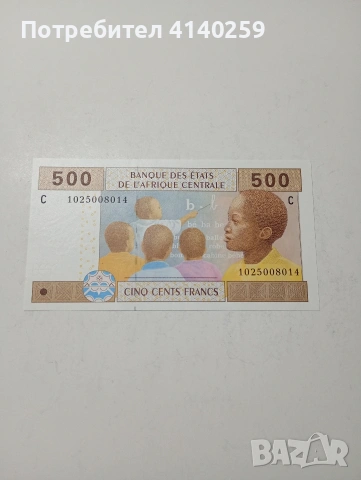 Потребител 4140259
500
BANQUE DES ÉTATS
DE L'AFRIQUE CENTRALE
500
C 1025008014
C
b - l
1025008014
CINQ CENTS FRANCS
BAZAR